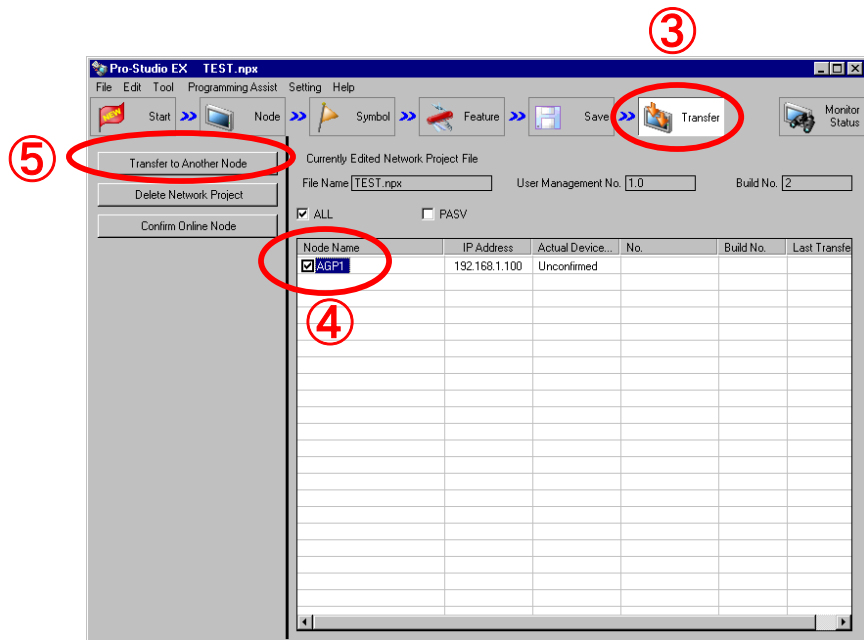 ③
Pro-Studio EX TEST.npx
File Edit Tool Programming Assist Setting Help
NEW Start Node Symbol Feature Save Transfer Monitor Status
⑤
Transfer to Another Node
Delete Network Project
Confirm Online Node
Currently Edited Network Project File
File Name TEST.npx User Management No. 1.0 Build No. 2
ALL PASV
Node Name IP Address Actual Device... No. Build No. Last Transfe
AGP1 192.168.1.100 Unconfirmed
④